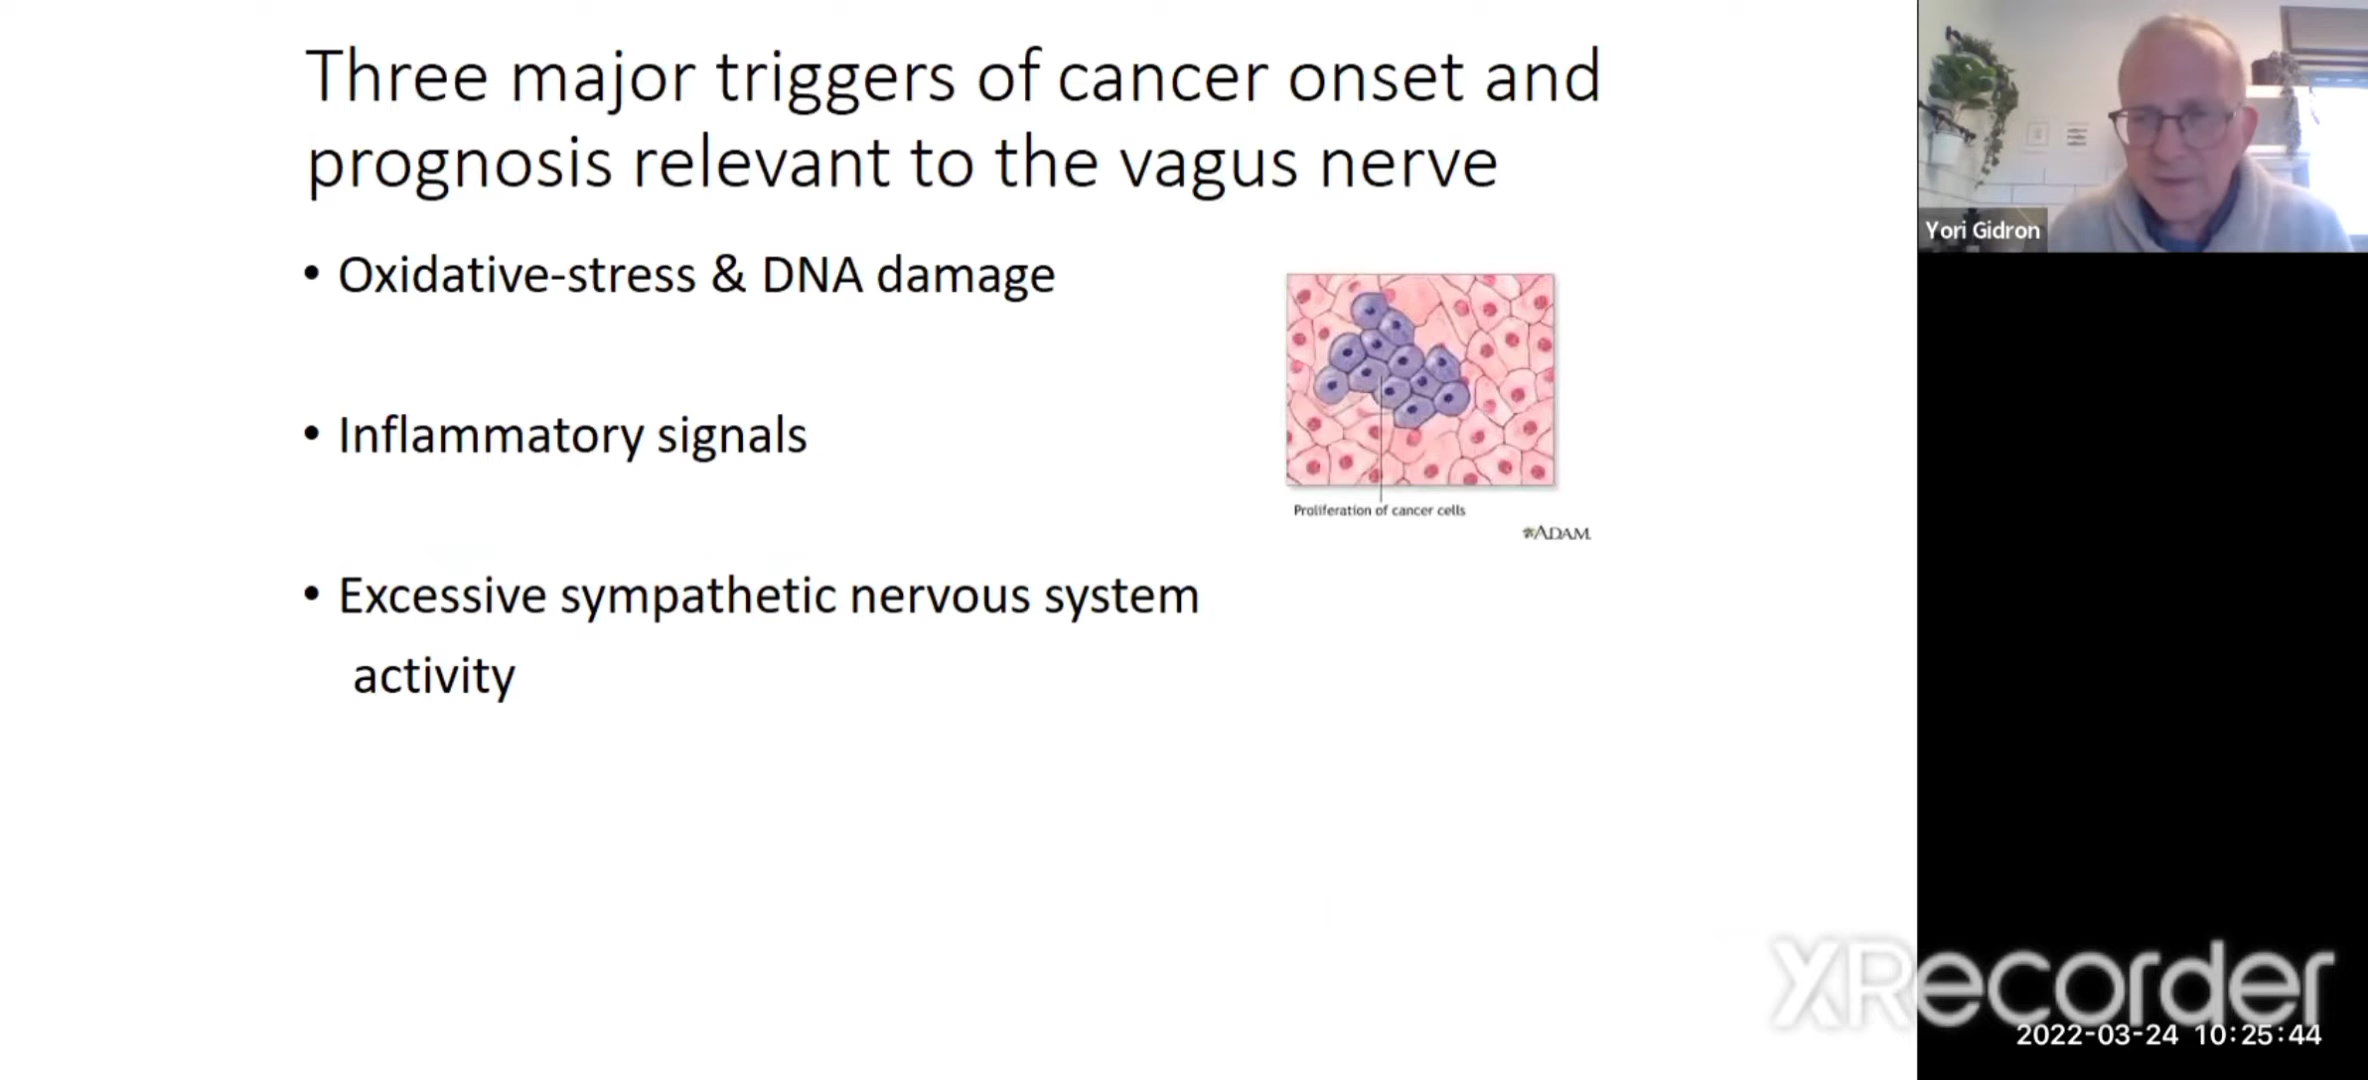 Three major triggers of cancer onset and
prognosis relevant to the vagus nerve
• Oxidative-stress & DNA damage
• Inflammatory signals
• Excessive sympathetic nervous system
activity
Proliferation of cancer cells
ADAM
Yori Gidron
XRecorder
2022-03-24 10:25:44